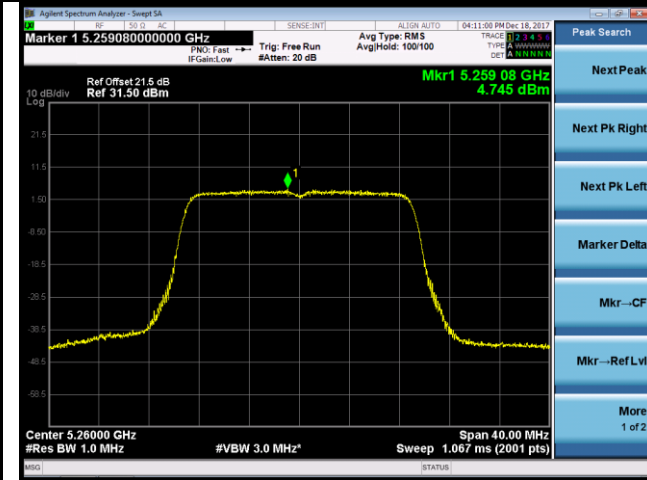 Agilent Spectrum Analyzer - Swept SA
LXI RF 50 Ω AC SENSE:INT ALIGN AUTO 04:11:00 PM Dec 18, 2017
Marker 1 5.259080000000 GHz
PNO: Fast
IFGain:Low
Trig: Free Run
#Atten: 20 dB
Avg Type: RMS
Avg|Hold: 100/100
TRACE 1 2 3 4 5 6
TYPE A WWWWW
DET A N N N N N
Peak Search
Mkr1 5.259 08 GHz
4.745 dBm
Ref Offset 21.5 dB
Ref 31.50 dBm
10 dB/div
Log
21.5
11.5
1.50
-8.50
-18.5
-28.5
-38.5
-48.5
-58.5
1
Center 5.26000 GHz
#Res BW 1.0 MHz
#VBW 3.0 MHz*
Span 40.00 MHz
Sweep 1.067 ms (2001 pts)
MSG STATUS
Next Peak
Next Pk Right
Next Pk Left
Marker Delta
Mkr→CF
Mkr→Ref Lvl
More
1 of 2